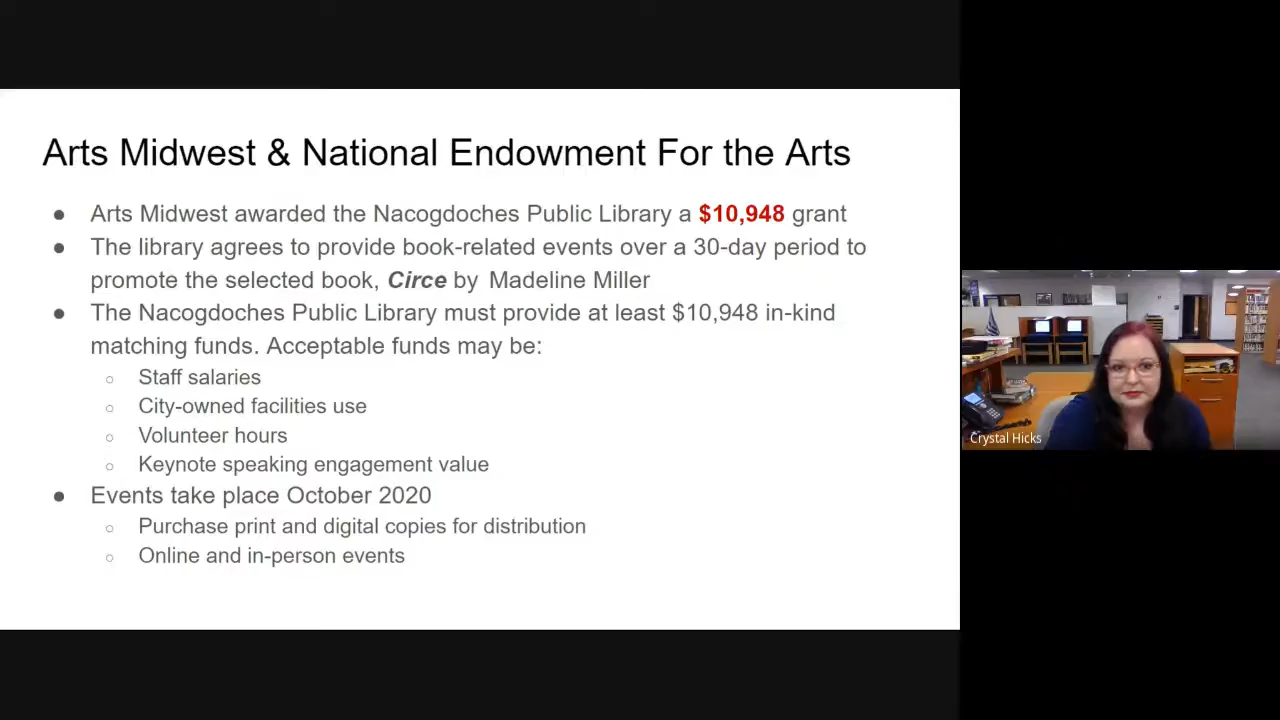 Arts Midwest & National Endowment For the Arts
● Arts Midwest awarded the Nacogdoches Public Library a $10,948 grant
● The library agrees to provide book-related events over a 30-day period to
promote the selected book, Circe by Madeline Miller
● The Nacogdoches Public Library must provide at least $10,948 in-kind
matching funds. Acceptable funds may be:
○ Staff salaries
○ City-owned facilities use
○ Volunteer hours
○ Keynote speaking engagement value
● Events take place October 2020
○ Purchase print and digital copies for distribution
○ Online and in-person events
Crystal Hicks